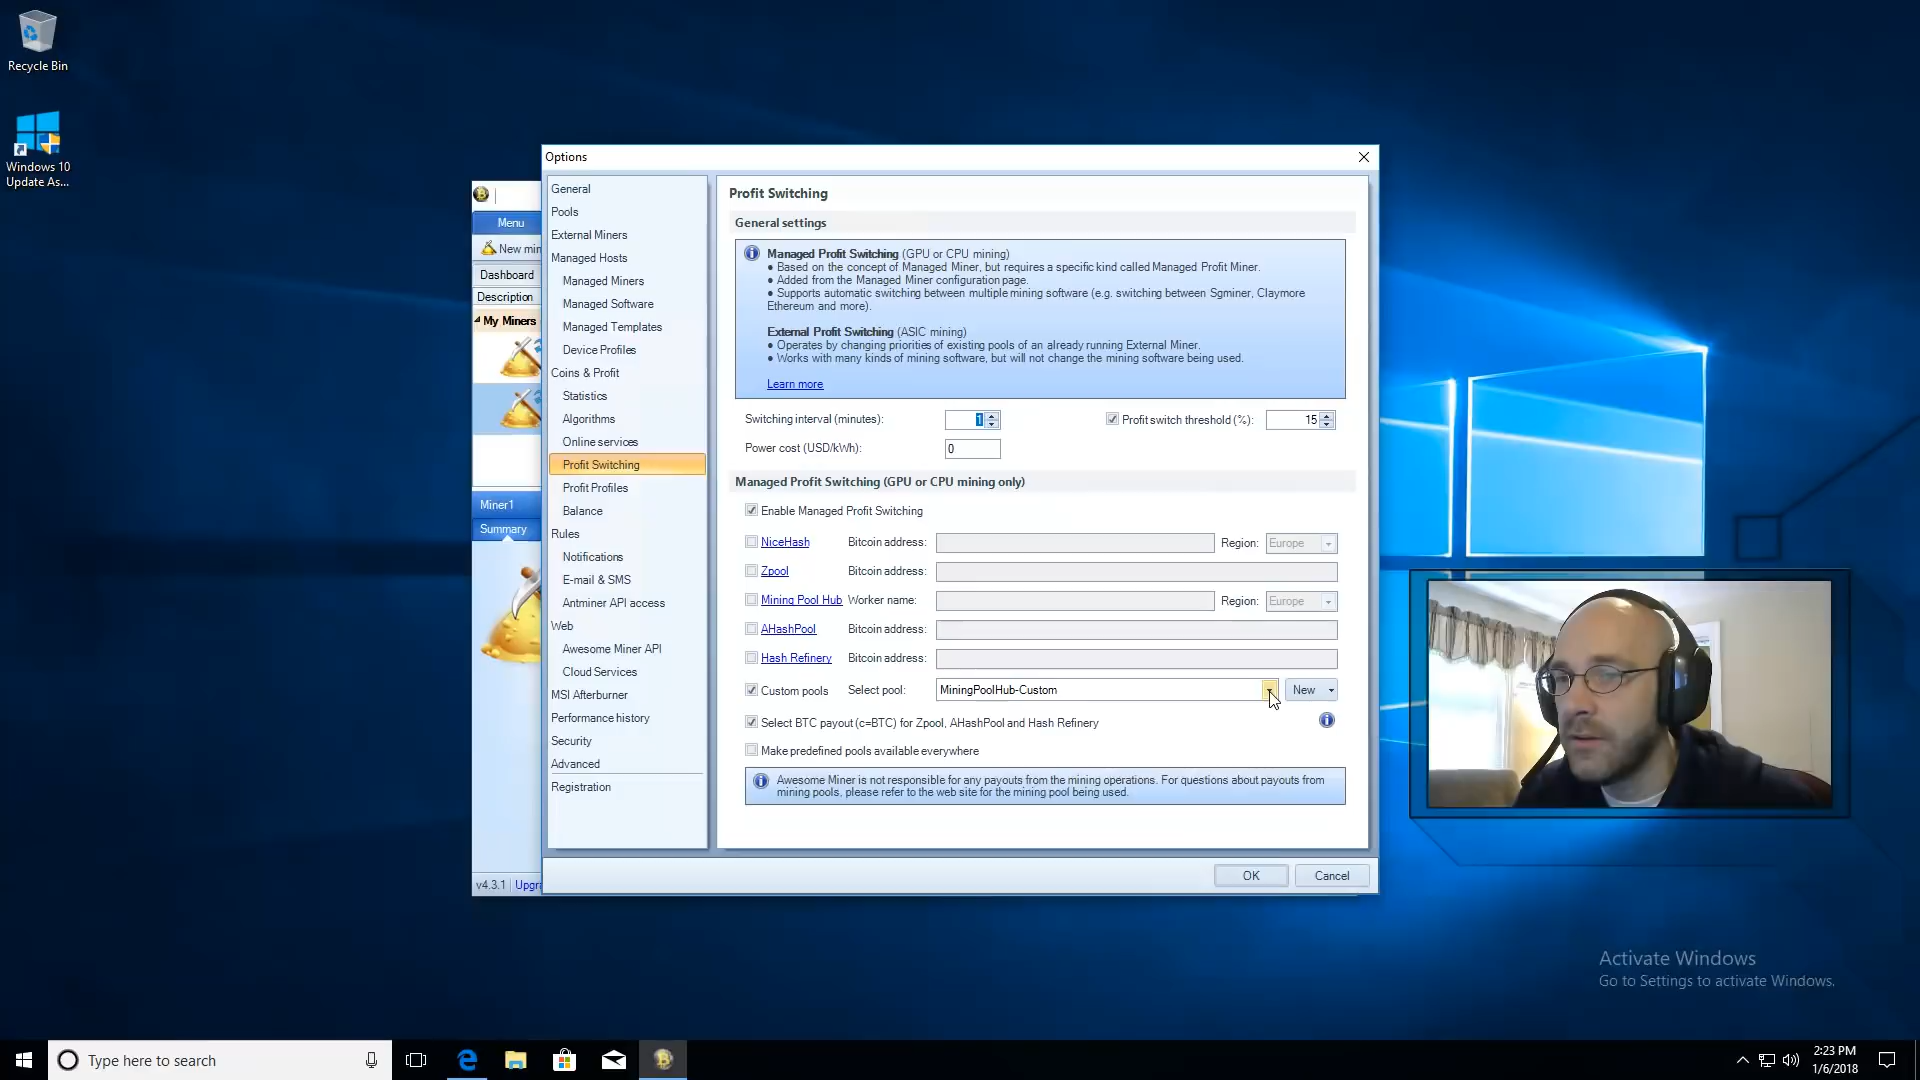 Recycle Bin
Windows 10
Update As...
Options
General
Pools
External Miners
Managed Hosts
Managed Miners
Managed Software
Managed Templates
Device Profiles
Coins & Profit
Statistics
Algorithms
Online services
Profit Switching
Profit Profiles
Balance
Rules
Notifications
E-mail & SMS
Antminer API access
Web
Awesome Miner API
Cloud Services
MSI Afterburner
Performance history
Security
Advanced
Registration
Menu
New min
Dashboard
Description
My Miners
Miner1
Summary
v4.3.1 Upgra
Profit Switching
General settings
Managed Profit Switching (GPU or CPU mining)
● Based on the concept of Managed Miner, but requires a specific kind called Managed Profit Miner.
● Added from the Managed Miner configuration page.
● Supports automatic switching between multiple mining software (e.g. switching between Sgminer, Claymore
Ethereum and more).
External Profit Switching (ASIC mining)
● Operates by changing priorities of existing pools of an already running External Miner.
● Works with many kinds of mining software, but will not change the mining software being used.
Learn more
Switching interval (minutes): 1 Profit switch threshold (%): 15
Power cost (USD/kWh): 0
Managed Profit Switching (GPU or CPU mining only)
Enable Managed Profit Switching
NiceHash Bitcoin address: Region: Europe
Zpool Bitcoin address:
Mining Pool Hub Worker name: Region: Europe
AHashPool Bitcoin address:
Hash Refinery Bitcoin address:
Custom pools Select pool: MiningPoolHub-Custom New
Select BTC payout (c=BTC) for Zpool, AHashPool and Hash Refinery
Make predefined pools available everywhere
Awesome Miner is not responsible for any payouts from the mining operations. For questions about payouts from
mining pools, please refer to the web site for the mining pool being used.
OK Cancel
Activate Windows
Go to Settings to activate Windows.
Type here to search
2:23 PM
1/6/2018